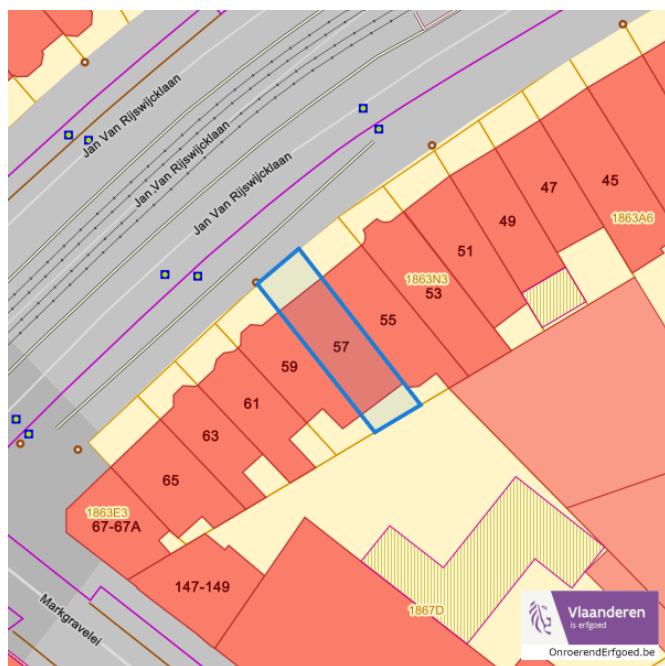 Jan Van Rijswijcklaan
Jan Van Rijswijcklaan
Jan Van Rijswijcklaan
45
1863A6
47
49
51
1863N3
53
55
57
59
61
63
65
1863E3
67-67A
147-149
1867D
Markgravelei
Vlaanderen
is erfgoed
OnroerendErfgoed.be